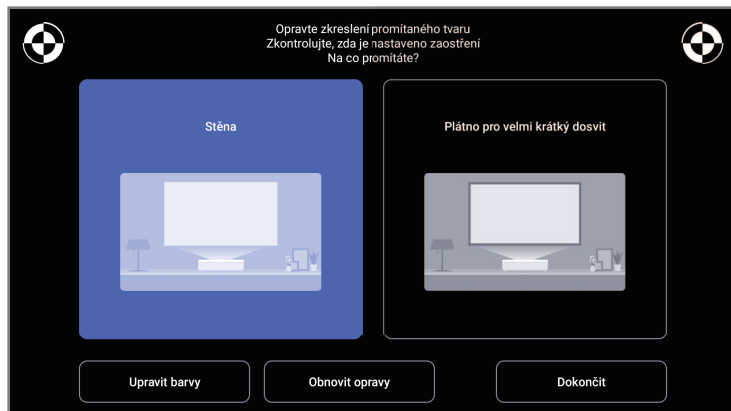 Opravte zkreslení promítaného tvaru
Zkontrolujte, zda je nastaveno zaostření
Na co promítáte?
Stěna
Plátno pro velmi krátký dosvit
Upravit barvy
Obnovit opravy
Dokončit